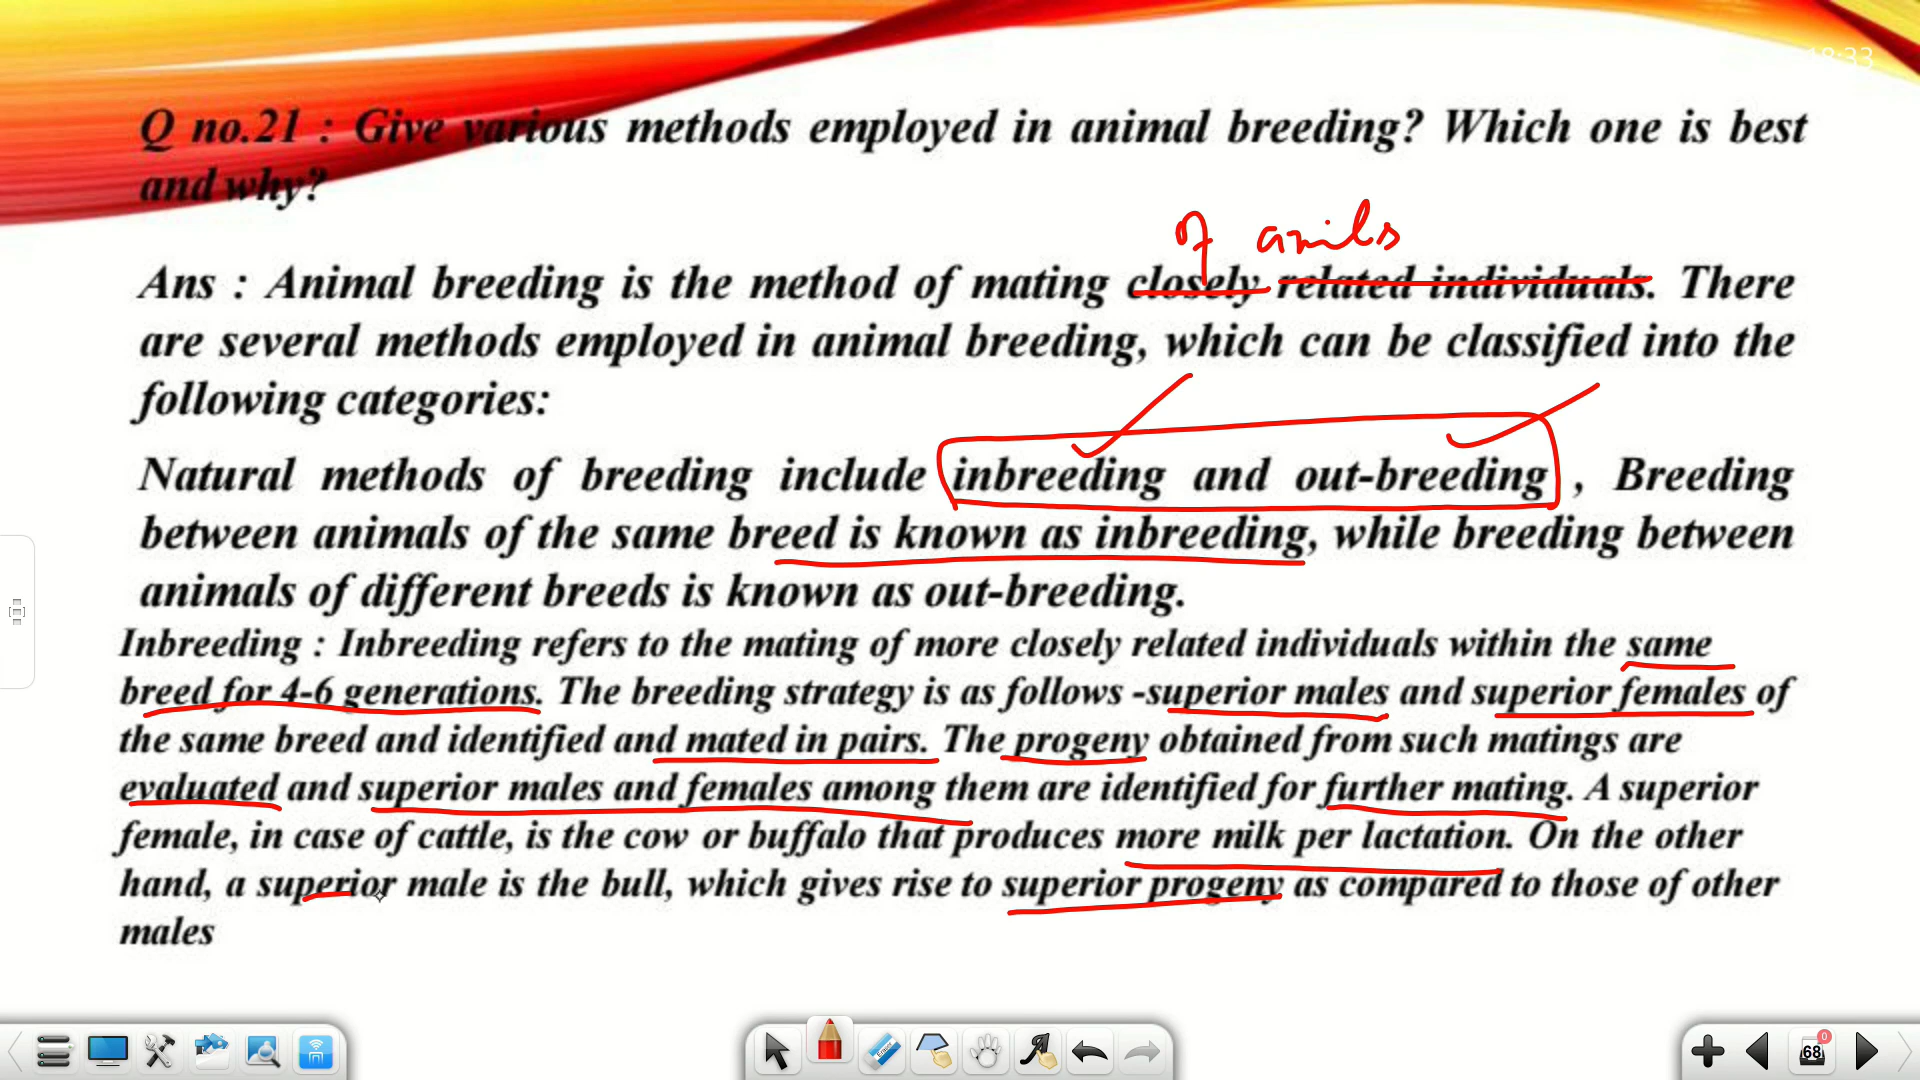 18:33
Q no.21 : Give various methods employed in animal breeding? Which one is best
and why?
of
Ans : Animal breeding is the method of mating closely related individuals. There
are several methods employed in animal breeding, which can be classified into the
following categories:
Natural methods of breeding include inbreeding and out-breeding , Breeding
between animals of the same breed is known as inbreeding, while breeding between
animals of different breeds is known as out-breeding.
Inbreeding : Inbreeding refers to the mating of more closely related individuals within the same
breed for 4-6 generations. The breeding strategy is as follows -superior males and superior females of
the same breed and identified and mated in pairs. The progeny obtained from such matings are
evaluated and superior males and females among them are identified for further mating. A superior
female, in case of cattle, is the cow or buffalo that produces more milk per lactation. On the other
hand, a superior male is the bull, which gives rise to superior progeny as compared to those of other
males
68
0